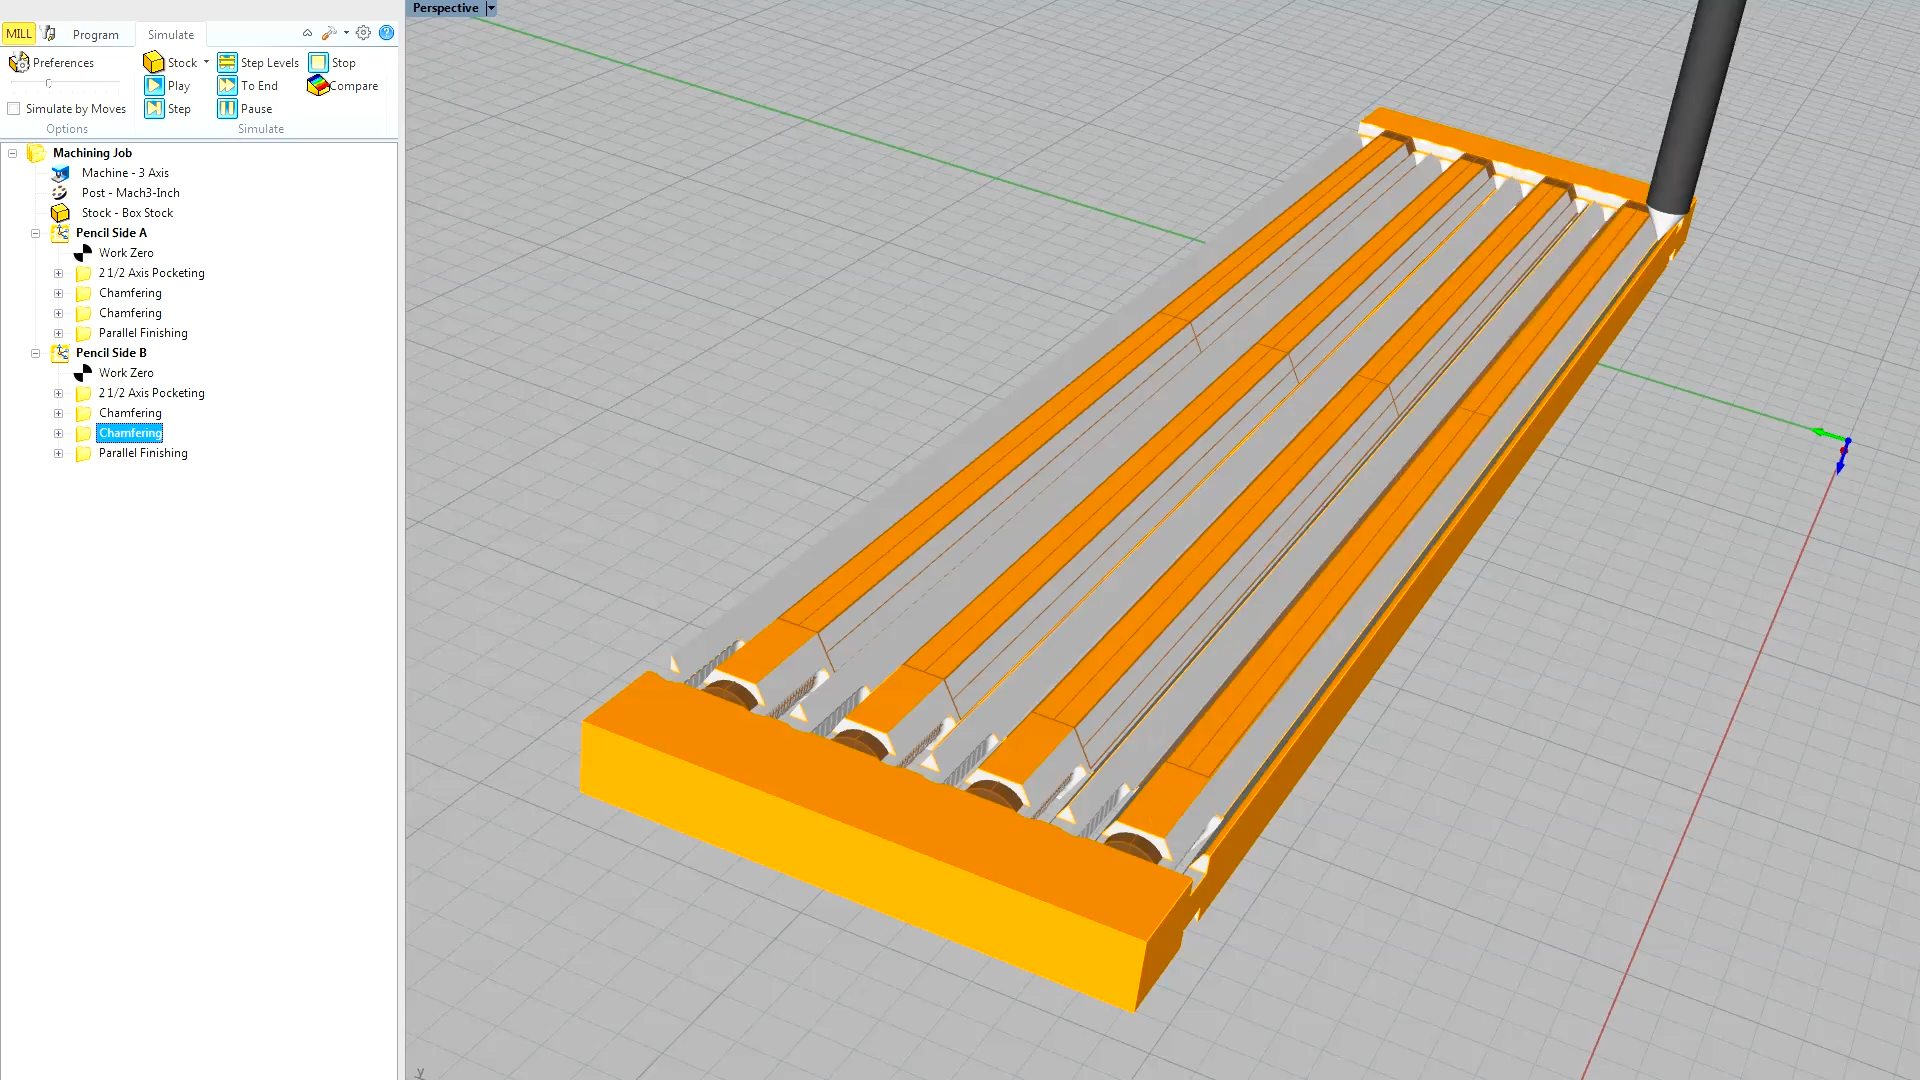 Perspective
MILL Program Simulate
Preferences
Simulate by Moves
Options
Stock Step Levels Stop
Play To End Compare
Step Pause
Simulate
Machining Job
Machine - 3 Axis
Post - Mach3-Inch
Stock - Box Stock
Pencil Side A
Work Zero
2 1/2 Axis Pocketing
Chamfering
Chamfering
Parallel Finishing
Pencil Side B
Work Zero
2 1/2 Axis Pocketing
Chamfering
Chamfering
Parallel Finishing
y